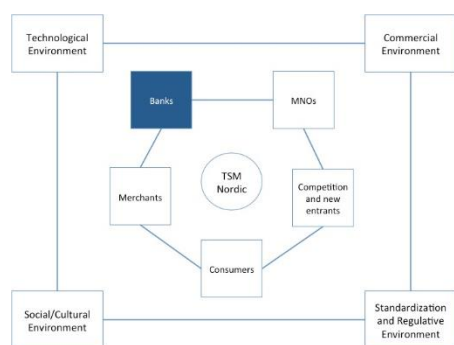 Technological
Environment
Commercial
Environment
Banks
MNOs
TSM
Nordic
Merchants
Competition
and new
entrants
Consumers
Social/Cultural
Environment
Standardization
and Regulative
Environment